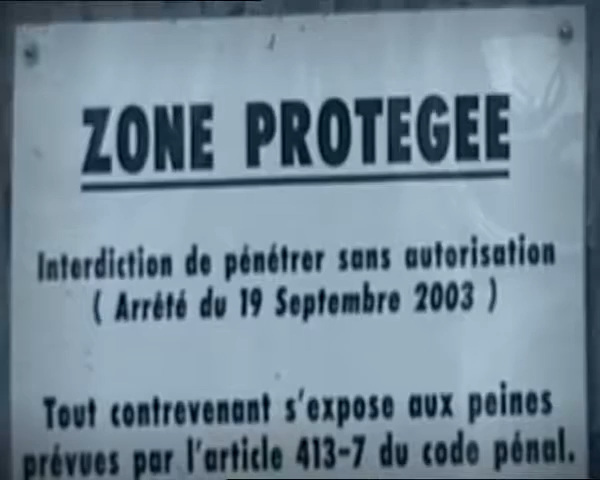 ZONE PROTEGEE
Interdiction de pénétrer sans autorisation
( Arrêté du 19 Septembre 2003 )
Tout contrevenant s'expose aux peines
prévues par l'article 413-7 du code pénal.